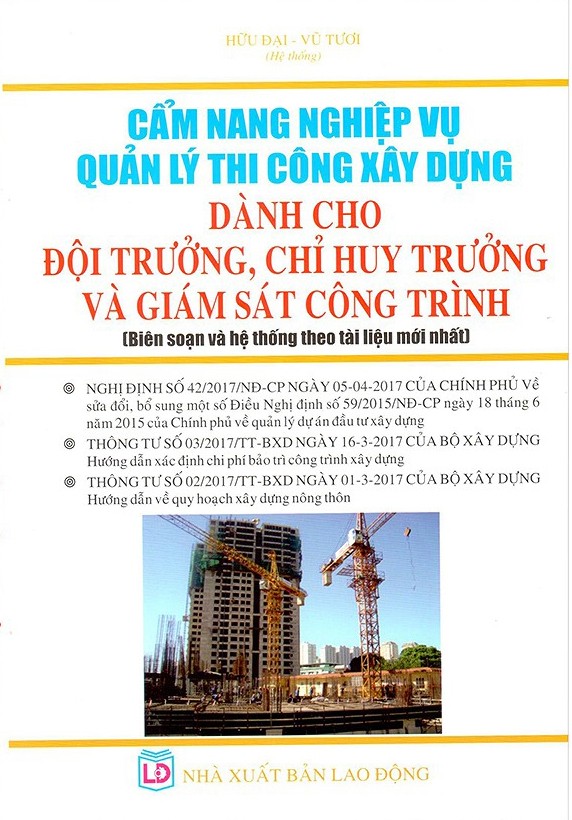 HỮU ĐẠI - VŨ TƯƠI
(Hệ thống)
CẨM NANG NGHIỆP VỤ
QUẢN LÝ THI CÔNG XÂY DỰNG
DÀNH CHO
ĐỘI TRƯỞNG, CHỈ HUY TRƯỞNG
VÀ GIÁM SÁT CÔNG TRÌNH
(Biên soạn và hệ thống theo tài liệu mới nhất)
NGHỊ ĐỊNH SỐ 42/2017/NĐ-CP NGÀY 05-04-2017 CỦA CHÍNH PHỦ Về
sửa đổi, bổ sung một số Điều Nghị định số 59/2015/NĐ-CP ngày 18 tháng 6
năm 2015 của Chính phủ về quản lý dự án đầu tư xây dựng
THÔNG TƯ SỐ 03/2017/TT-BXD NGÀY 16-3-2017 CỦA BỘ XÂY DỰNG
Hướng dẫn xác định chi phí bảo trì công trình xây dựng
THÔNG TƯ SỐ 02/2017/TT-BXD NGÀY 01-3-2017 CỦA BỘ XÂY DỰNG
Hướng dẫn về quy hoạch xây dựng nông thôn
LĐ NHÀ XUẤT BẢN LAO ĐỘNG